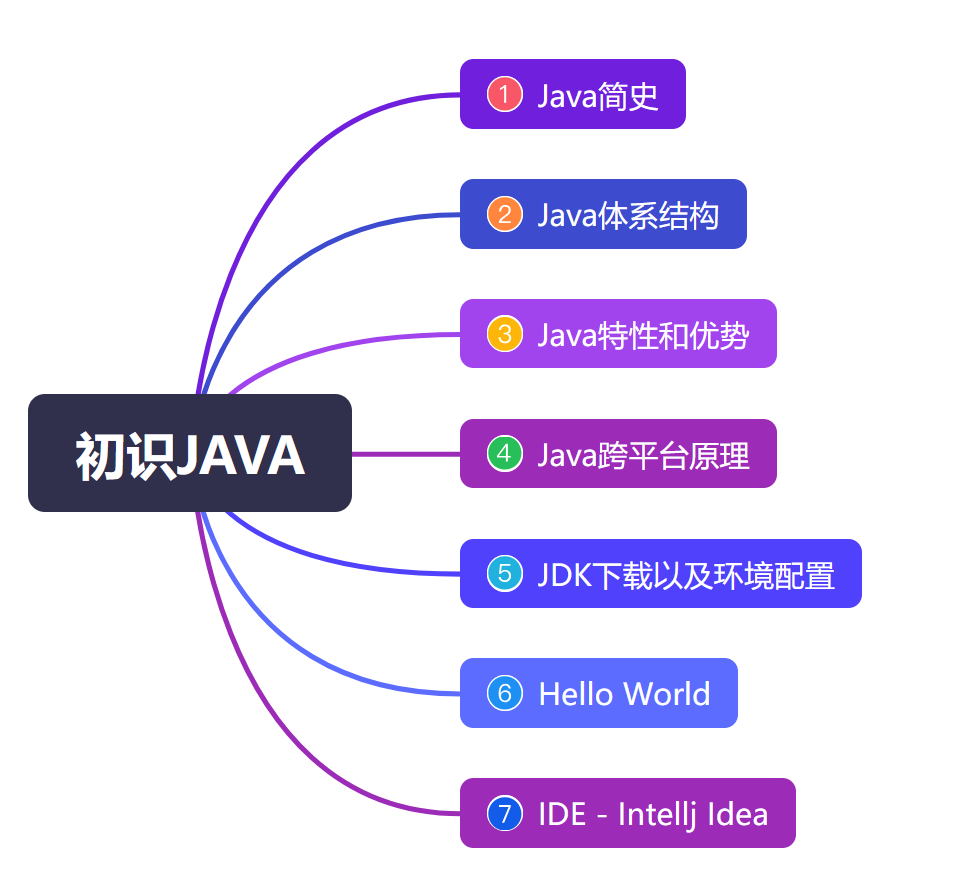 初识JAVA
1 Java简史
2 Java体系结构
3 Java特性和优势
4 Java跨平台原理
5 JDK下载以及环境配置
6 Hello World
7 IDE - Intellj Idea